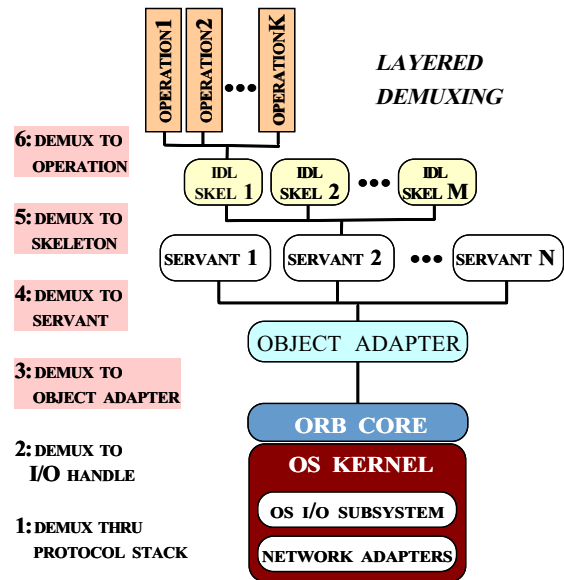 OPERATION1
OPERATION2
•••
OPERATIONK
LAYERED
DEMUXING
6: DEMUX TO
OPERATION
IDL
SKEL 1
IDL
SKEL 2
•••
IDL
SKEL M
5: DEMUX TO
SKELETON
SERVANT 1
SERVANT 2
•••
SERVANT N
4: DEMUX TO
SERVANT
OBJECT ADAPTER
3: DEMUX TO
OBJECT ADAPTER
ORB CORE
2: DEMUX TO
I/O HANDLE
OS KERNEL
OS I/O SUBSYSTEM
1: DEMUX THRU
PROTOCOL STACK
NETWORK ADAPTERS